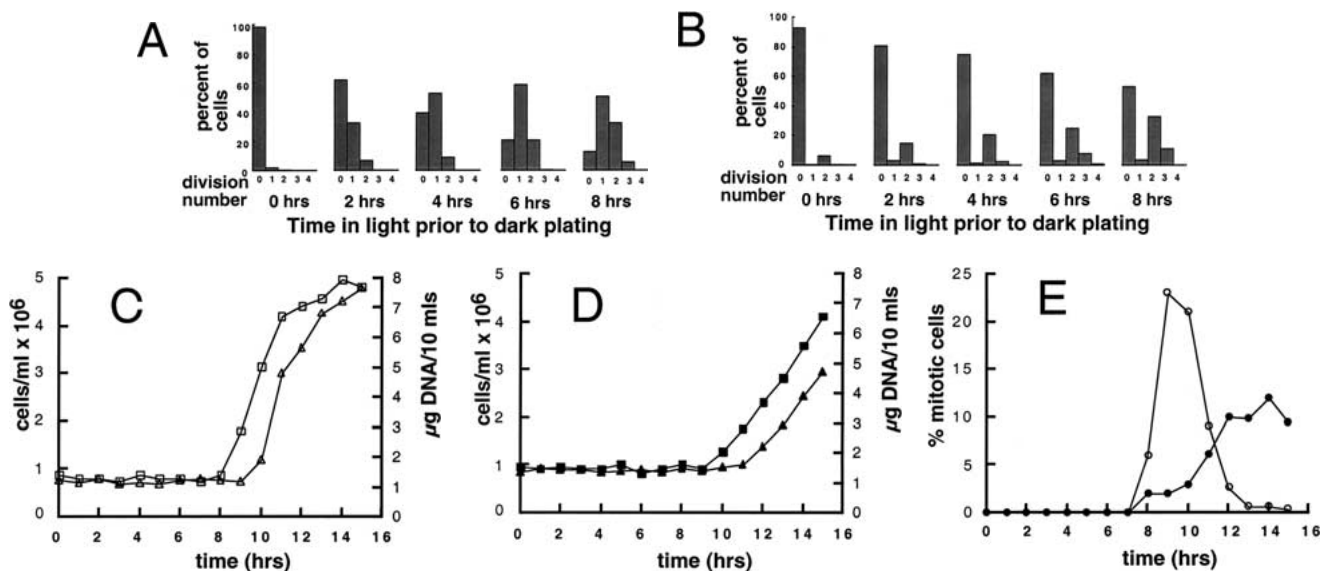 A
percent of
cells
100
80
60
40
20
0
division
number
0 1 2 3 4
0 1 2 3 4
0 1 2 3 4
0 1 2 3 4
0 1 2 3 4
0 hrs
2 hrs
4 hrs
6 hrs
8 hrs
Time in light prior to dark plating
B
percent of
cells
100
80
60
40
20
0
division
number
0 1 2 3 4
0 1 2 3 4
0 1 2 3 4
0 1 2 3 4
0 1 2 3 4
0 hrs
2 hrs
4 hrs
6 hrs
8 hrs
Time in light prior to dark plating
C
cells/ml x 10⁶
5
4
3
2
1
0
µg DNA/10 mls
8
7
6
5
4
3
2
1
0
0 2 4 6 8 10 12 14 16
time (hrs)
D
cells/ml x 10⁶
5
4
3
2
1
0
µg DNA/10 mls
8
7
6
5
4
3
2
1
0
0 2 4 6 8 10 12 14 16
time (hrs)
E
% mitotic cells
25
20
15
10
5
0
0 2 4 6 8 10 12 14 16
time (hrs)